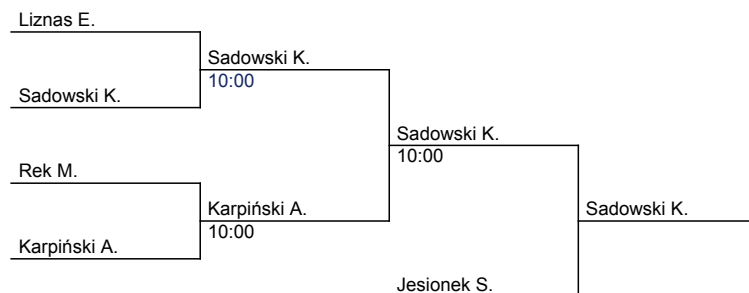 Liznas E.
Sadowski K.
10:00
Sadowski K.
Sadowski K.
10:00
Rek M.
Karpiński A.
Sadowski K.
10:00
Karpiński A.
Jesionek S.